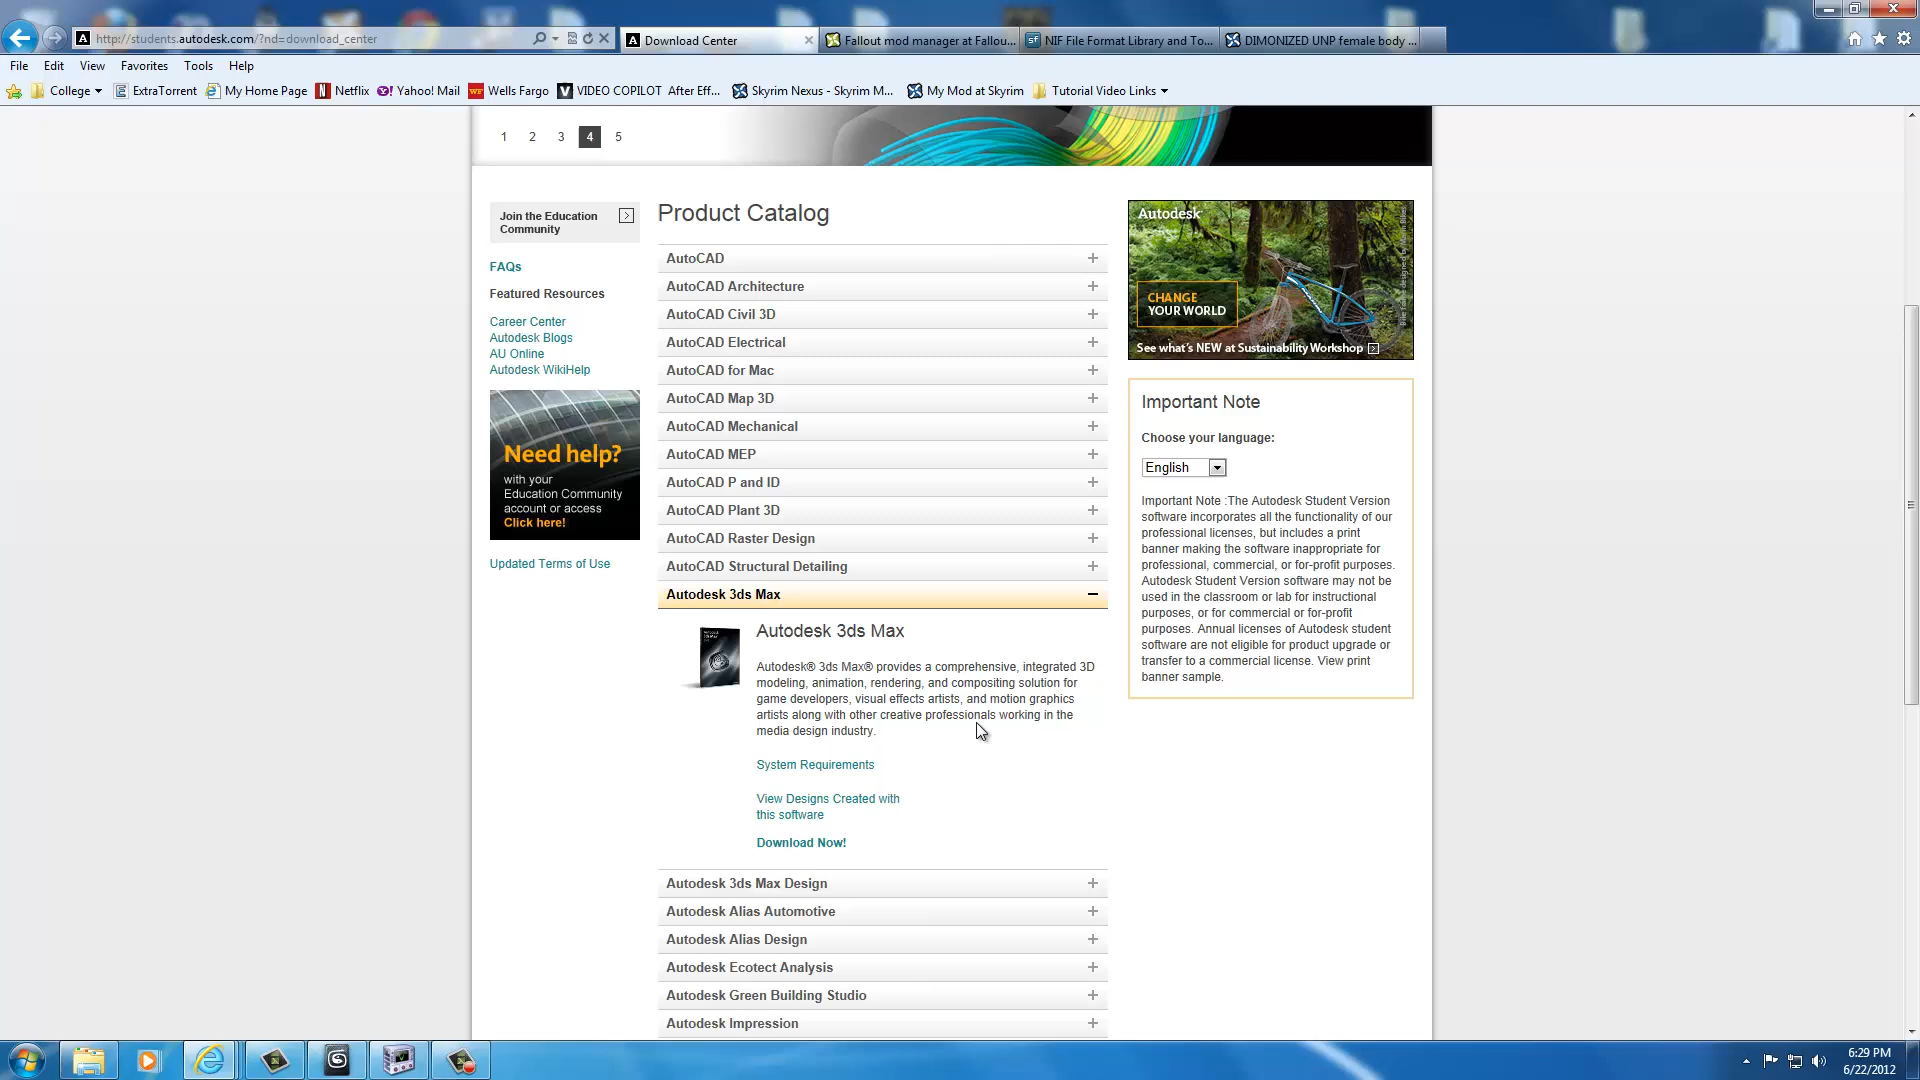 http://students.autodesk.com/?nd=download_center
Download Center
Fallout mod manager at Fallou...
NIF File Format Library and To...
DIMONIZED UNP female body ...
File Edit View Favorites Tools Help
College ExtraTorrent My Home Page Netflix Yahoo! Mail Wells Fargo VIDEO COPILOT After Eff... Skyrim Nexus - Skyrim M... My Mod at Skyrim Tutorial Video Links
1 2 3 4 5
Join the Education
Community
FAQs
Featured Resources
Career Center
Autodesk Blogs
AU Online
Autodesk WikiHelp
Need help?
with your
Education Community
account or access
Click here!
Updated Terms of Use
Product Catalog
AutoCAD
AutoCAD Architecture
AutoCAD Civil 3D
AutoCAD Electrical
AutoCAD for Mac
AutoCAD Map 3D
AutoCAD Mechanical
AutoCAD MEP
AutoCAD P and ID
AutoCAD Plant 3D
AutoCAD Raster Design
AutoCAD Structural Detailing
Autodesk 3ds Max
Autodesk 3ds Max
Autodesk® 3ds Max® provides a comprehensive, integrated 3D
modeling, animation, rendering, and compositing solution for
game developers, visual effects artists, and motion graphics
artists along with other creative professionals working in the
media design industry.
System Requirements
View Designs Created with
this software
Download Now!
Autodesk 3ds Max Design
Autodesk Alias Automotive
Autodesk Alias Design
Autodesk Ecotect Analysis
Autodesk Green Building Studio
Autodesk Impression
Autodesk
CHANGE
YOUR WORLD
See what's NEW at Sustainability Workshop
Important Note
Choose your language:
English
Important Note :The Autodesk Student Version
software incorporates all the functionality of our
professional licenses, but includes a print
banner making the software inappropriate for
professional, commercial, or for-profit purposes.
Autodesk Student Version software may not be
used in the classroom or lab for instructional
purposes, or for commercial or for-profit
purposes. Annual licenses of Autodesk student
software are not eligible for product upgrade or
transfer to a commercial license. View print
banner sample.
6:29 PM
6/22/2012